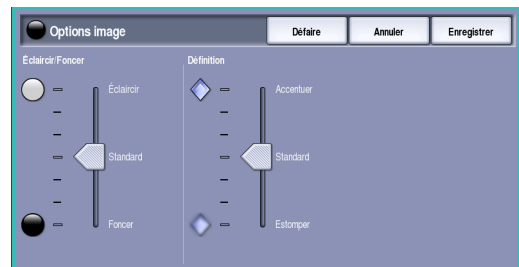 Options image
Défaire
Annuler
Enregistrer
Éclaircir/Foncer
Définition
Éclaircir
Accentuer
Standard
Standard
Foncer
Estomper